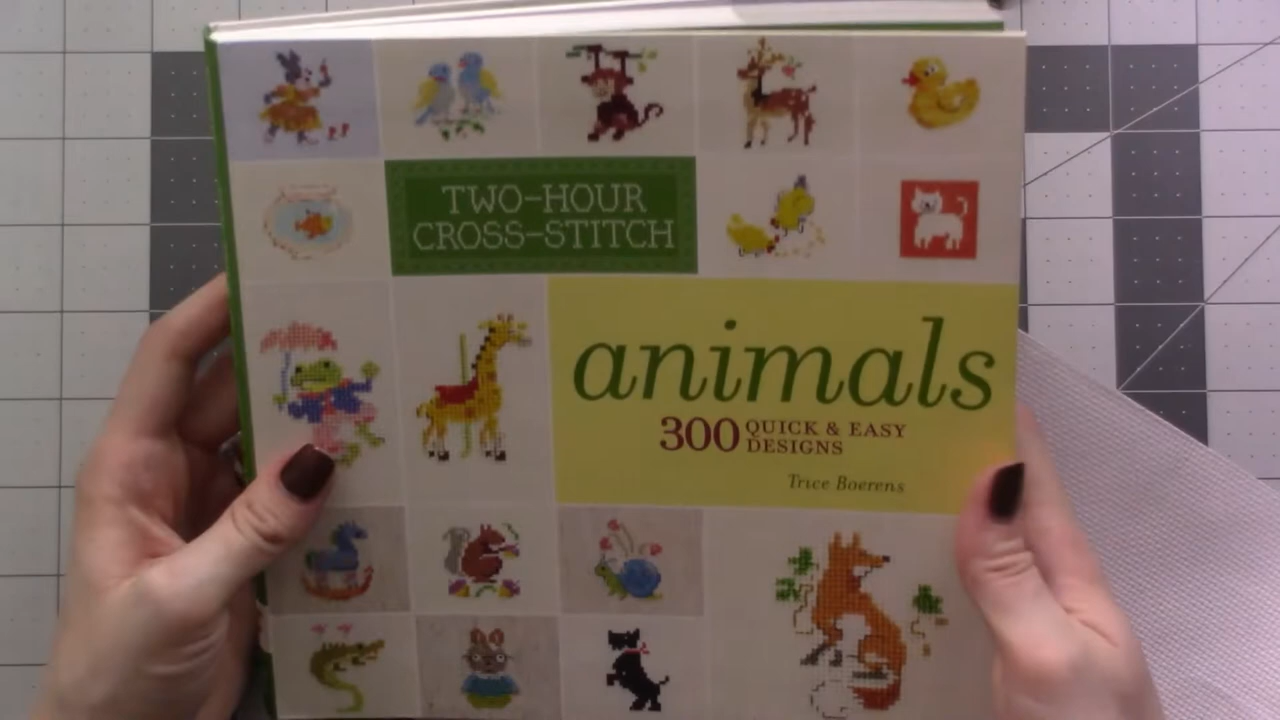 TWO-HOUR
CROSS-STITCH
animals
300 QUICK & EASY
DESIGNS
Trice Boerens